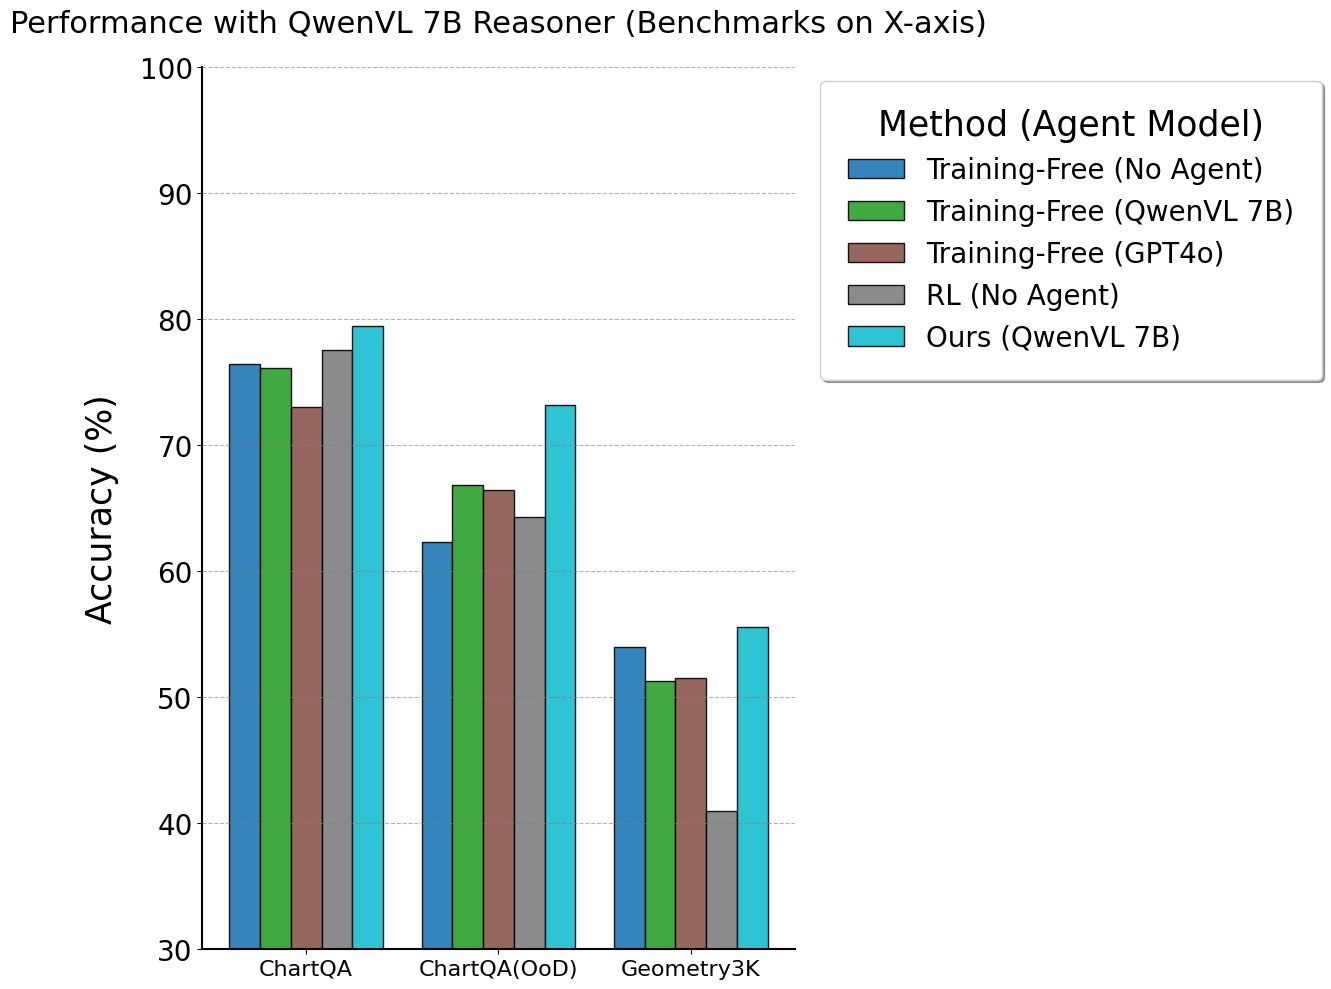 Performance with QwenVL 7B Reasoner (Benchmarks on X-axis)
100
90
80
70
60
50
40
30
Accuracy (%)
ChartQA
ChartQA(OoD)
Geometry3K
Method (Agent Model)
Training-Free (No Agent)
Training-Free (QwenVL 7B)
Training-Free (GPT4o)
RL (No Agent)
Ours (QwenVL 7B)